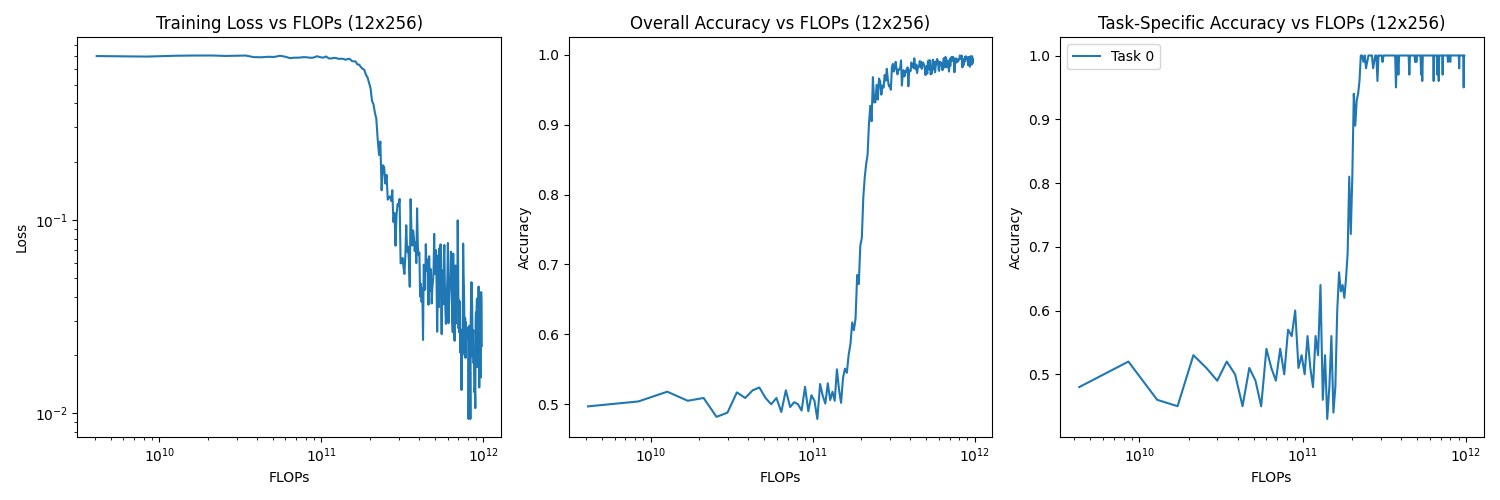 Training Loss vs FLOPs (12x256)
Loss
10⁻¹
10⁻²
10¹⁰
10¹¹
10¹²
FLOPs
Overall Accuracy vs FLOPs (12x256)
Accuracy
1.0
0.9
0.8
0.7
0.6
0.5
10¹⁰
10¹¹
10¹²
FLOPs
Task-Specific Accuracy vs FLOPs (12x256)
Task 0
Accuracy
1.0
0.9
0.8
0.7
0.6
0.5
10¹⁰
10¹¹
10¹²
FLOPs